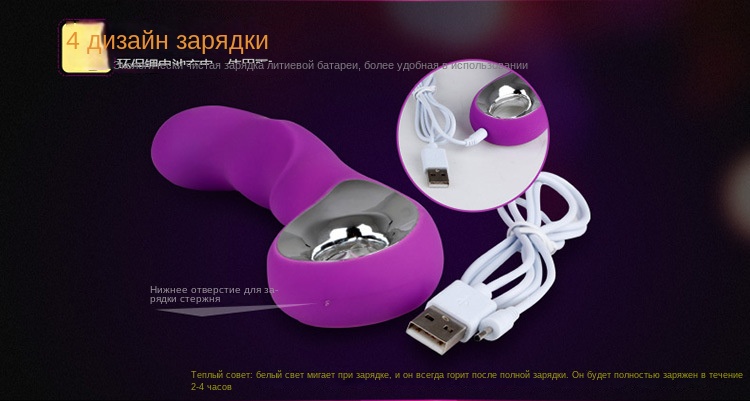 4 дизайн зарядки
Экологически чистая зарядка литиевой батареи, более удобная в использовании
Нижнее отверстие для за-
рядки стержня
Теплый совет: белый свет мигает при зарядке, и он всегда горит после полной зарядки. Он будет полностью заряжен в течение
2-4 часов